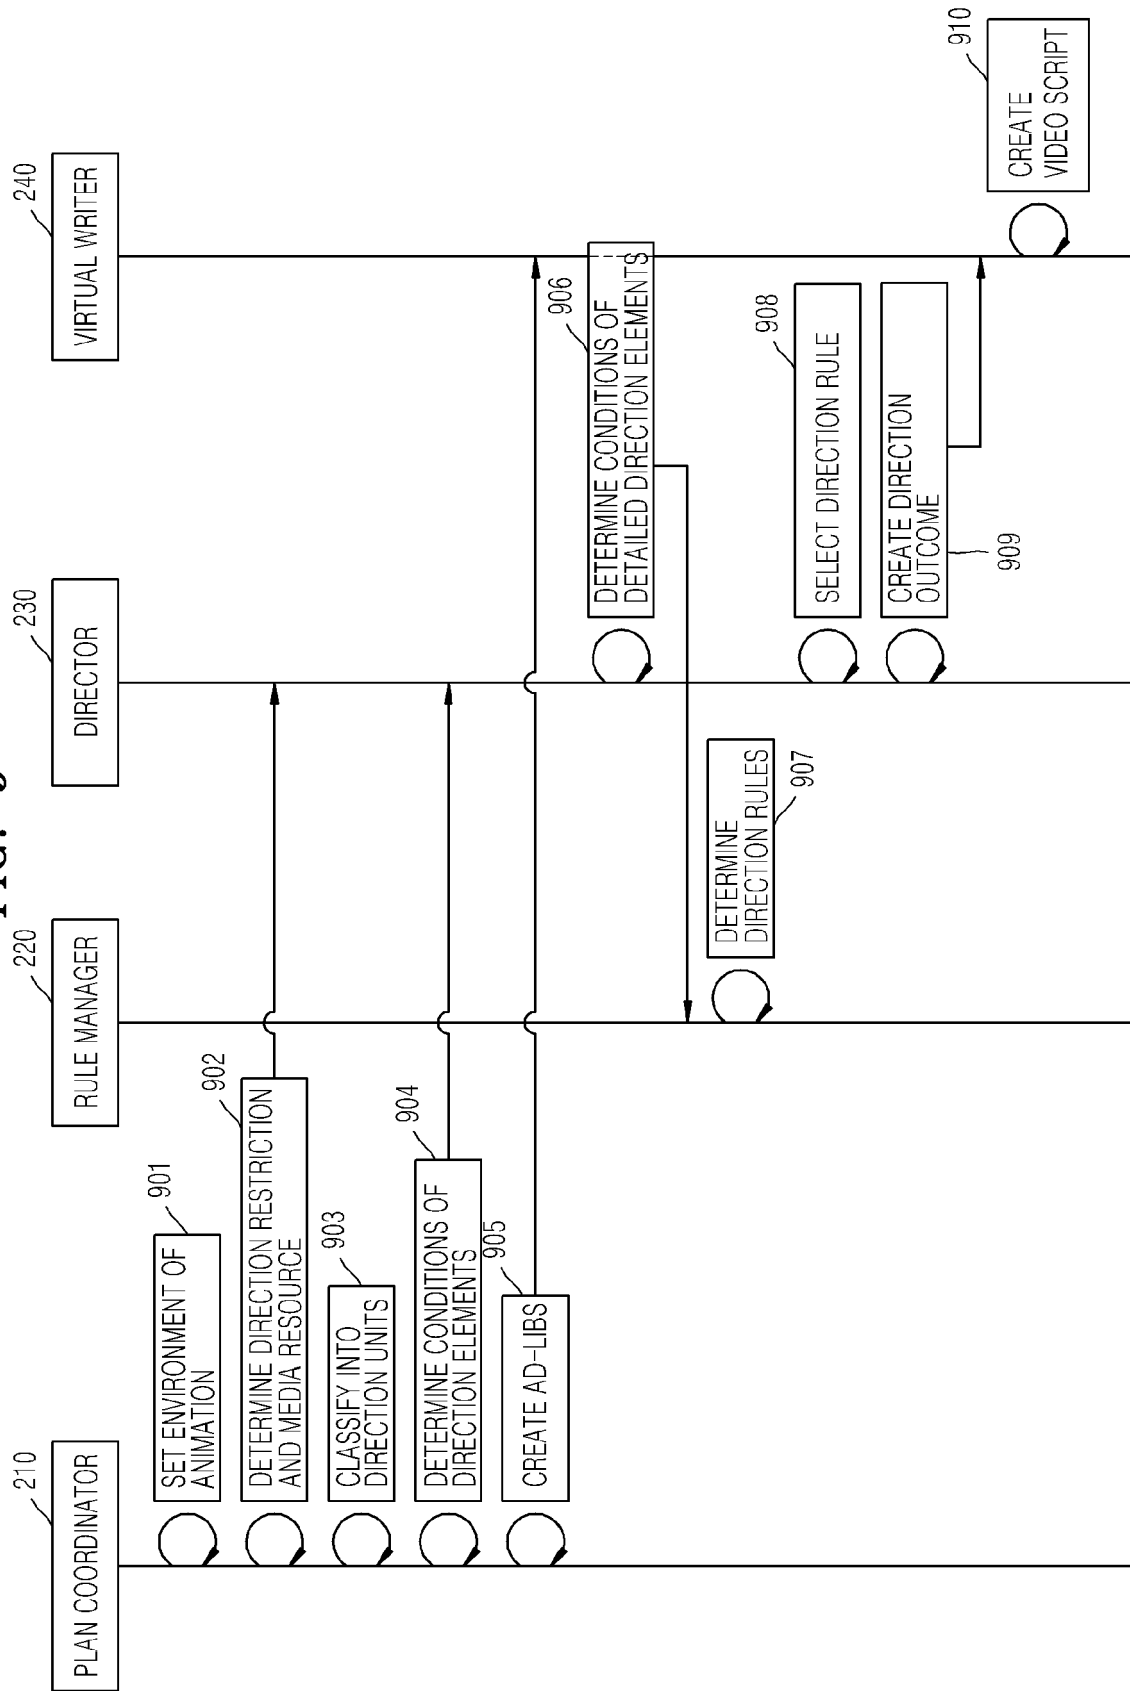 FIG.
210
PLAN COORDINATOR
220
RULE MANAGER
230
DIRECTOR
240
VIRTUAL WRITER
901
SET ENVIRONMENT OF
ANIMATION
902
DETERMINE DIRECTION RESTRICTION
AND MEDIA RESOURCE
903
CLASSIFY INTO
DIRECTION UNITS
904
DETERMINE CONDITIONS OF
DIRECTION ELEMENTS
905
CREATE AD-LIBS
906
DETERMINE CONDITIONS OF
DETAILED DIRECTION ELEMENTS
DETERMINE
DIRECTION RULES
907
908
SELECT DIRECTION RULE
CREATE DIRECTION
OUTCOME
909
910
CREATE
VIDEO SCRIPT